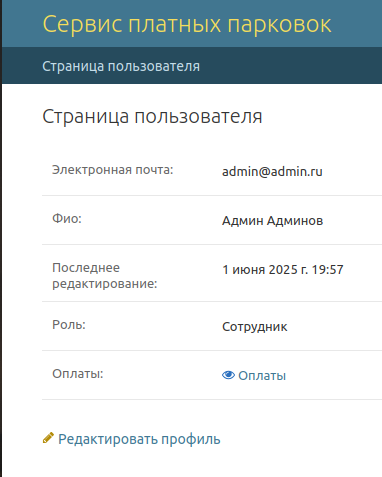 Сервис платных парковок
Страница пользователя
Страница пользователя
Электронная почта: admin@admin.ru
Фио: Админ Админов
Последнее
редактирование: 1 июня 2025 г. 19:57
Роль: Сотрудник
Оплаты: Оплаты
Редактировать профиль